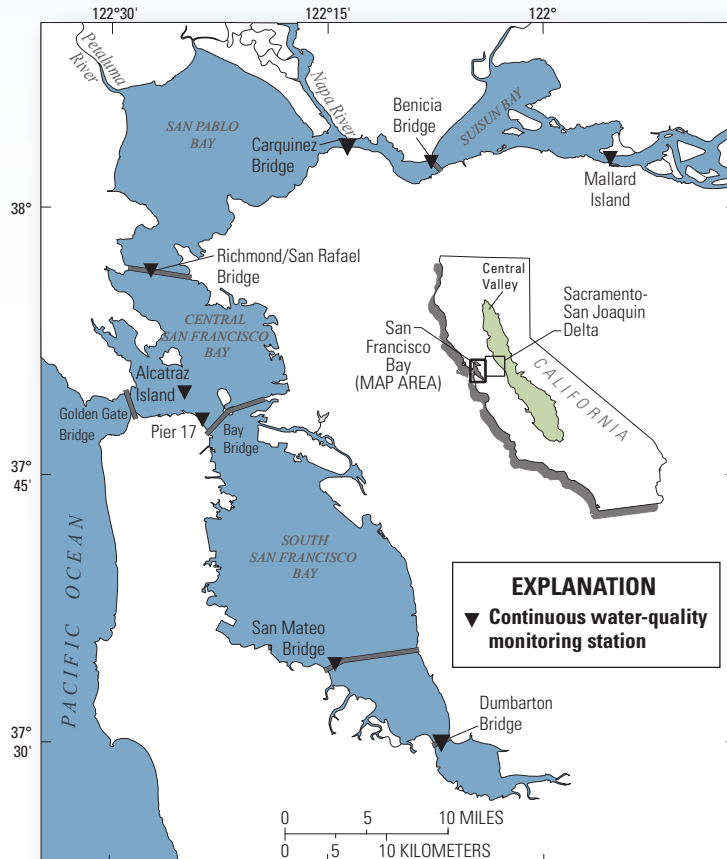 122°30'
122°15'
122°
Petaluma
River
Napa River
SAN PABLO
BAY
Carquinez
Bridge
Benicia
Bridge
SUISUN BAY
Mallard
Island
38°
Richmond/San Rafael
Bridge
CENTRAL
SAN FRANCISCO
BAY
Alcatraz
Island
Golden Gate
Bridge
Pier 17
Bay
Bridge
37°
45'
Central
Valley
Sacramento-
San Joaquin
Delta
San
Francisco
Bay
(MAP AREA)
CALIFORNIA
PACIFIC OCEAN
SOUTH
SAN FRANCISCO
BAY
EXPLANATION
Continuous water-quality
monitoring station
San Mateo
Bridge
Dumbarton
Bridge
37°
30'
0 5 10 MILES
0 5 10 KILOMETERS